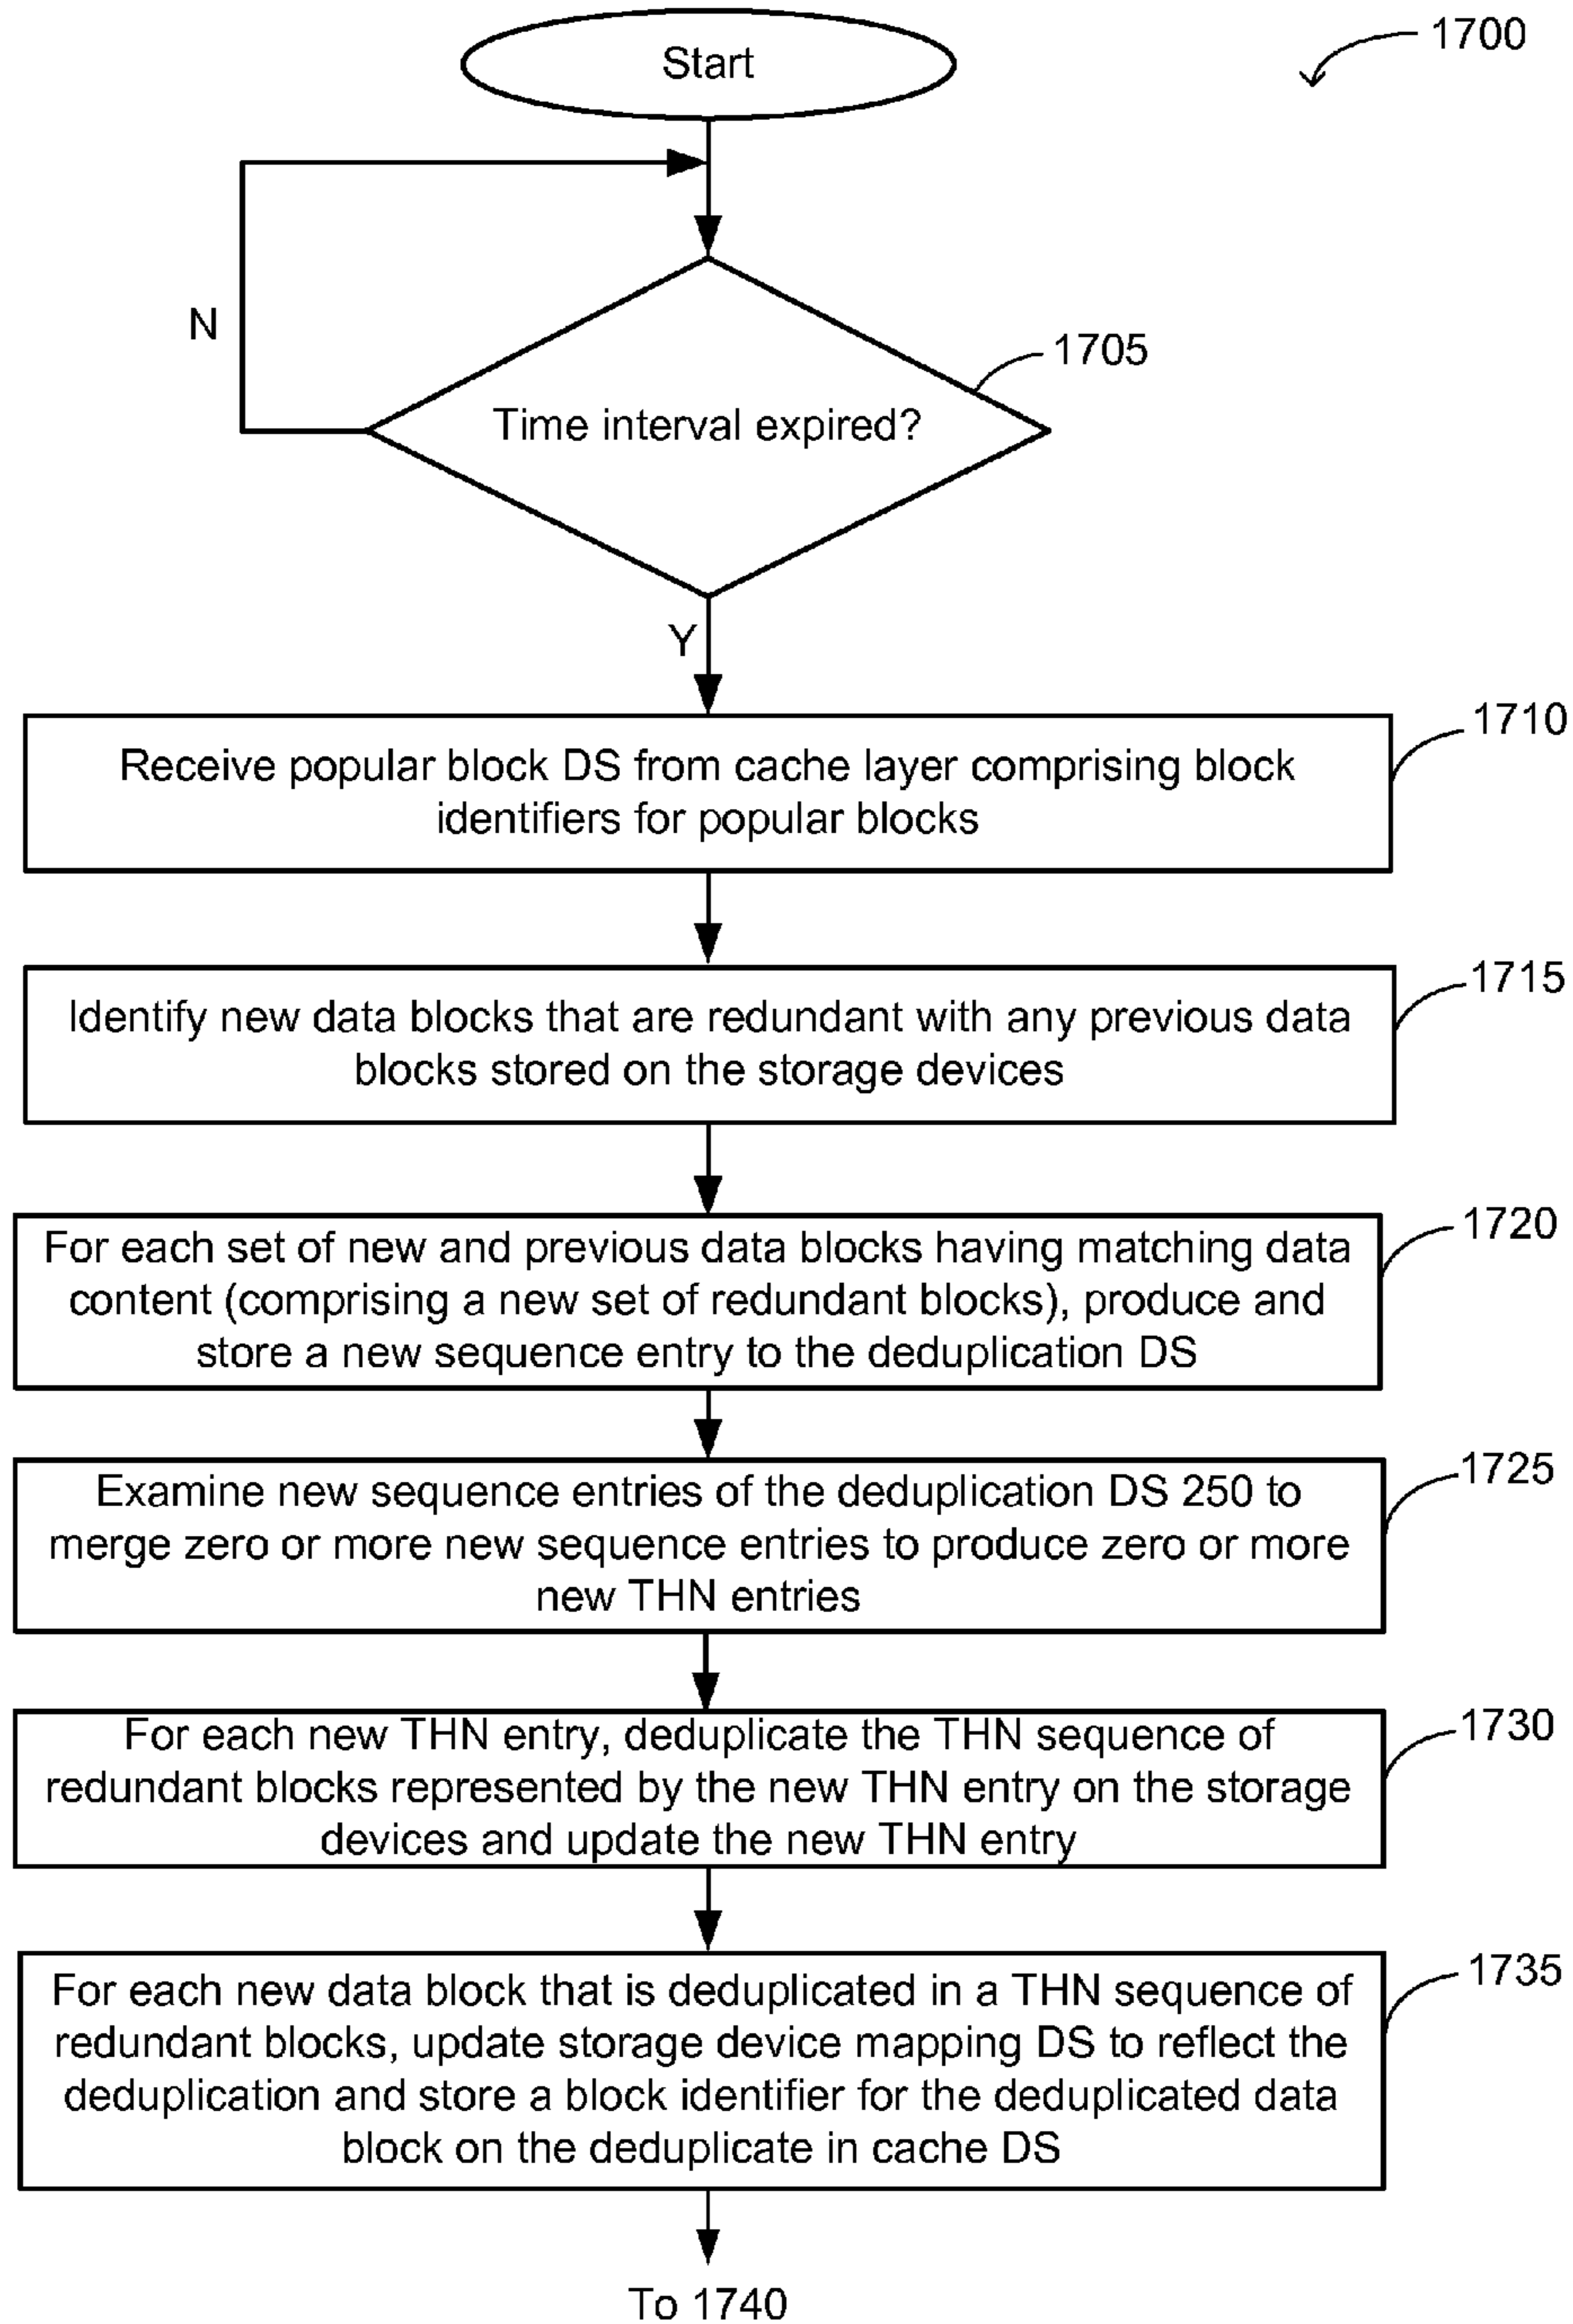 Start
1700
N
1705
Time interval expired?
Y
1710
Receive popular block DS from cache layer comprising block
identifiers for popular blocks
1715
Identify new data blocks that are redundant with any previous data
blocks stored on the storage devices
1720
For each set of new and previous data blocks having matching data
content (comprising a new set of redundant blocks), produce and
store a new sequence entry to the deduplication DS
1725
Examine new sequence entries of the deduplication DS 250 to
merge zero or more new sequence entries to produce zero or more
new THN entries
1730
For each new THN entry, deduplicate the THN sequence of
redundant blocks represented by the new THN entry on the storage
devices and update the new THN entry
1735
For each new data block that is deduplicated in a THN sequence of
redundant blocks, update storage device mapping DS to reflect the
deduplication and store a block identifier for the deduplicated data
block on the deduplicate in cache DS
To 1740